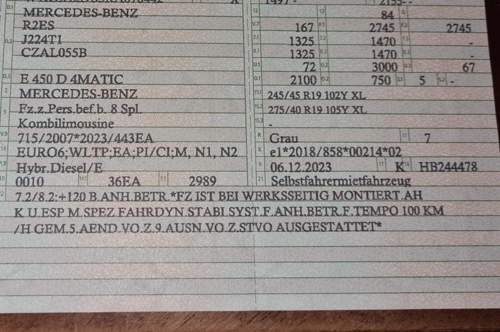 MERCEDES-BENZ 84 -
R2ES 167 2745 2745
J224T1 1325 1470 -
CZAL055B 1325 1470 -
72 3000 67
E 450 D 4MATIC 2100 750 5 -
MERCEDES-BENZ 245/45 R19 102Y XL
Fz.z.Pers.bef.b. 8 Spl. 275/40 R19 105Y XL
Kombilimousine -
715/2007*2023/443EA Grau 7
EURO6;WLTP;EA;PI/CI;M, N1, N2 e1*2018/858*00214*02
Hybr.Diesel/E 06.12.2023 K HB244478
0010 36EA 2989 Selbstfahrermietfahrzeug
7.2/8.2:+120 B.ANH.BETR.*FZ IST BEI WERKSSEITIG MONTIERT.AH
K U.ESP M.SPEZ FAHRDYN.STABI.SYST.F.ANH.BETR.F.TEMPO 100 KM
/H GEM.5.AEND.VO.Z.9.AUSN.VO.Z.STVO AUSGESTATTET*